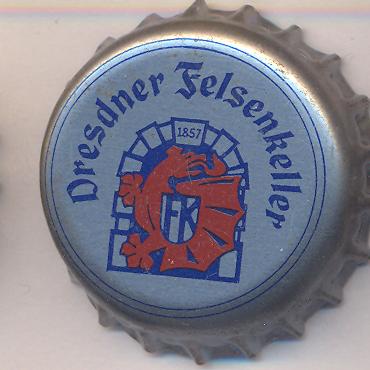 Dresdner Felsenkeller
1857
FK